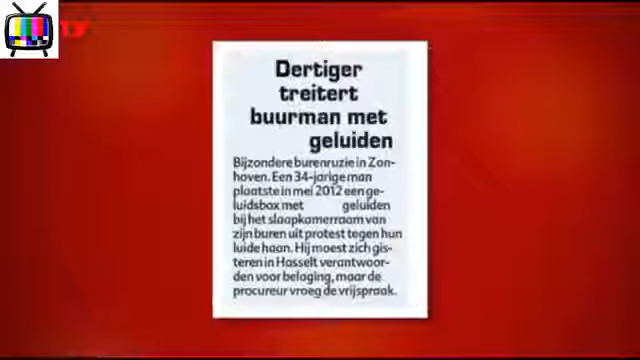 TV
Dertiger
treitert
buurman met
geluiden
Bijzondere burenruzie in Zon-
hoven. Een 34-jarige man
plaatste in mei 2012 een ge-
luidsbox met geluiden
bij het slaapkamerraam van
zijn buren uit protest tegen hun
luide haan. Hij moest zich gis-
teren in Hasselt verantwoor-
den voor belaging, maar de
procureur vroeg de vrijspraak.